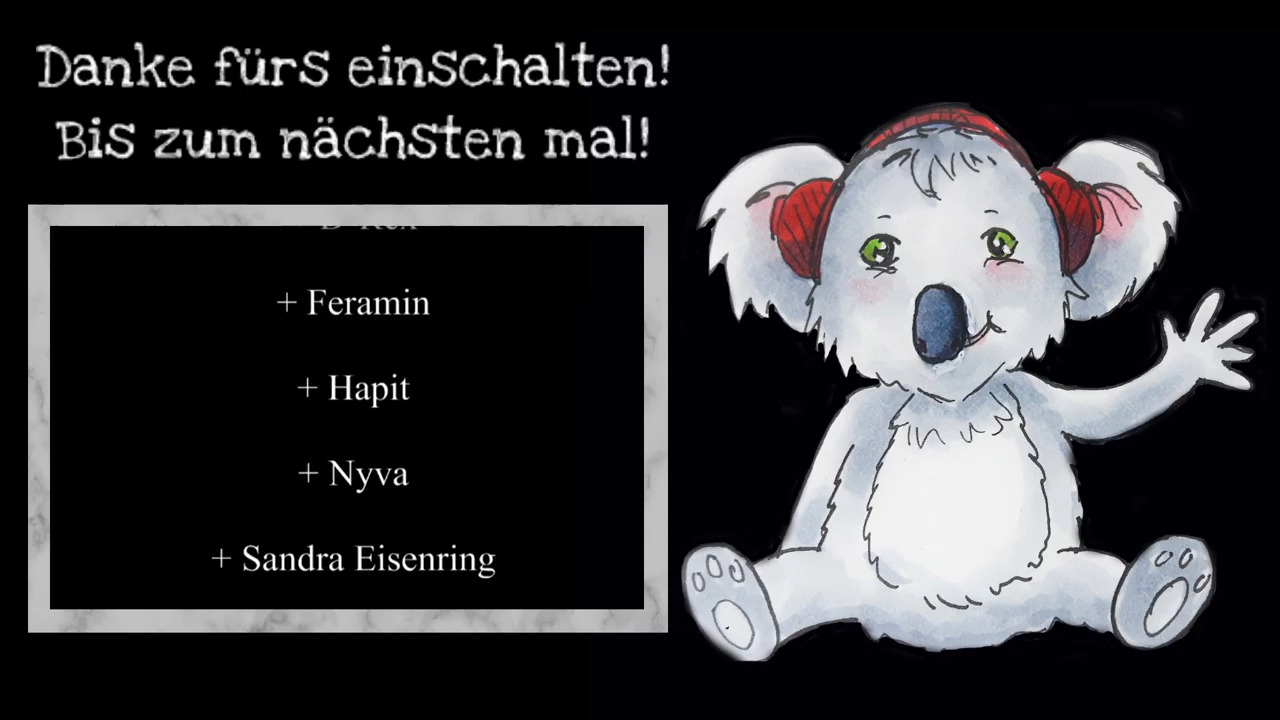 Danke fürs einschalten!
Bis zum nächsten mal!
+ Feramin
+ Hapit
+ Nyva
+ Sandra Eisenring